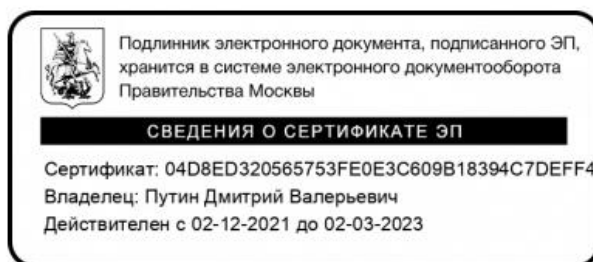 Подлинник электронного документа, подписанного ЭП,
хранится в системе электронного документооборота
Правительства Москвы
СВЕДЕНИЯ О СЕРТИФИКАТЕ ЭП
Сертификат: 04D8ED320565753FE0E3C609B18394C7DEFF4
Владелец: Путин Дмитрий Валерьевич
Действителен с 02-12-2021 до 02-03-2023